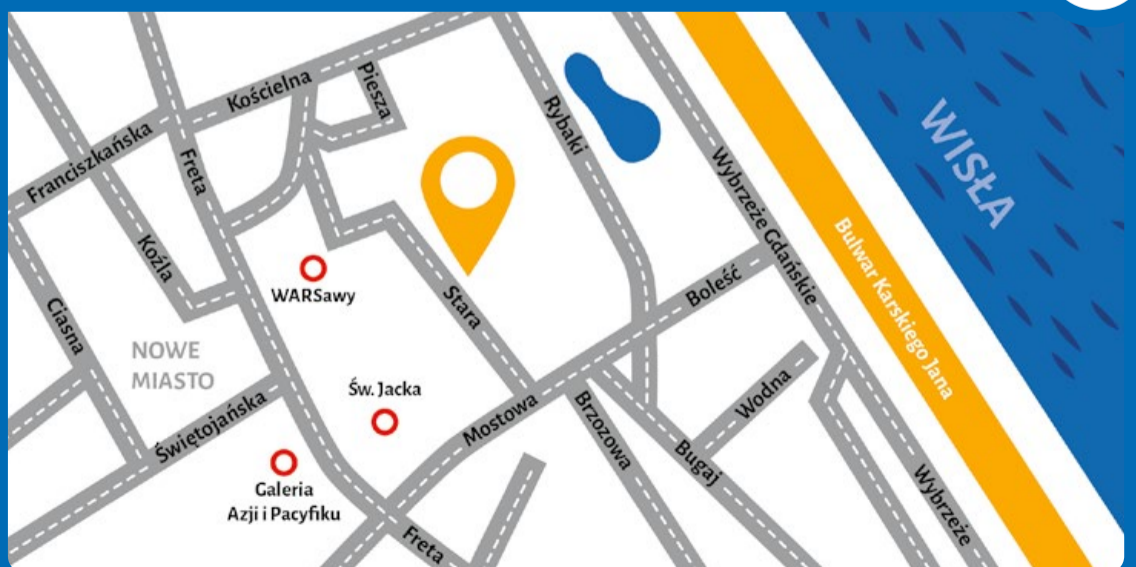 Piesza
Kościelna
Franciszkańska
Freta
Rybaki
Wybrzeże Gdańskie
WISŁA
Koźla
Ciasna
WARSawy
Stara
Boleść
Bulwar Karskiego Jana
NOWE
MIASTO
Św. Jacka
Świętojańska
Mostowa
Brzozowa
Wodna
Bugaj
Galeria
Azji i Pacyfiku
Freta
Wybrzeże